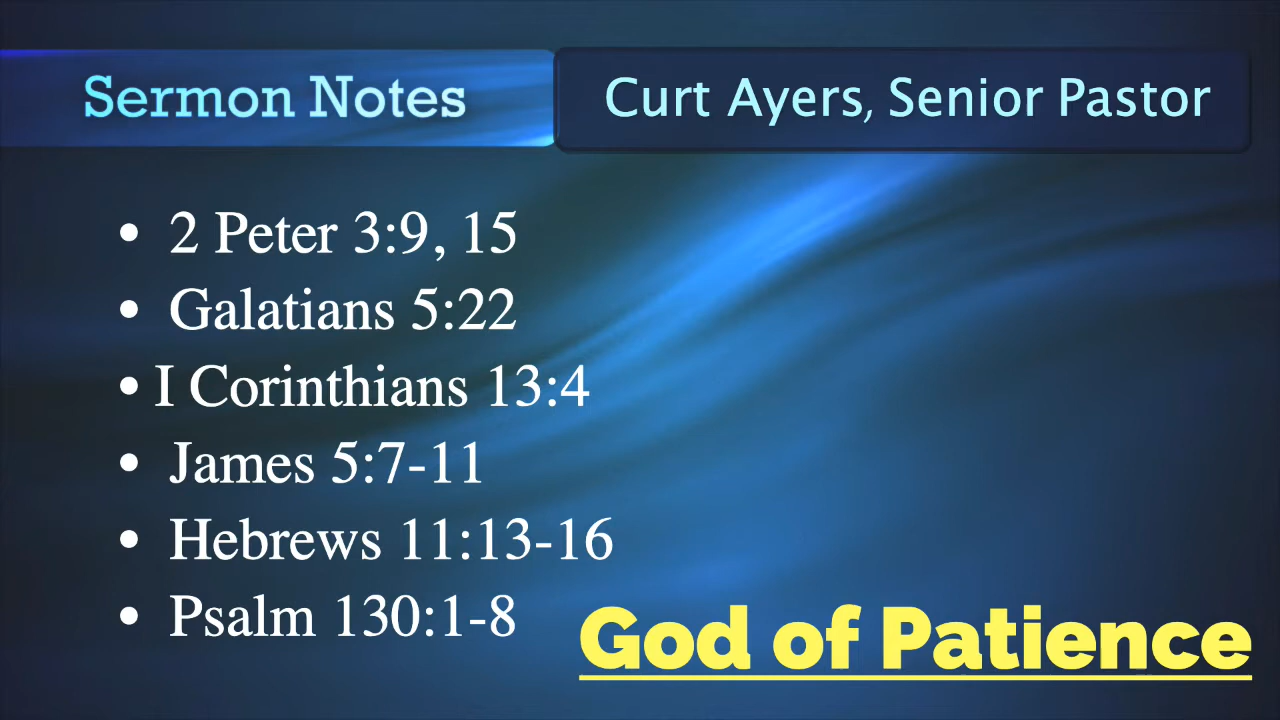 Sermon Notes
Curt Ayers, Senior Pastor
• 2 Peter 3:9, 15
• Galatians 5:22
• I Corinthians 13:4
• James 5:7-11
• Hebrews 11:13-16
• Psalm 130:1-8
God of Patience